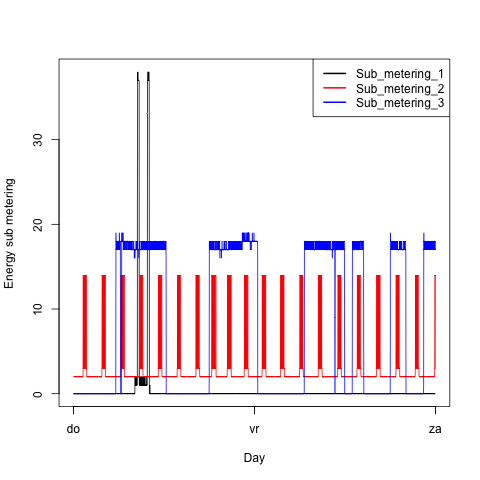 Sub_metering_1
Sub_metering_2
Sub_metering_3
Energy sub metering
30
20
10
0
do vr za
Day